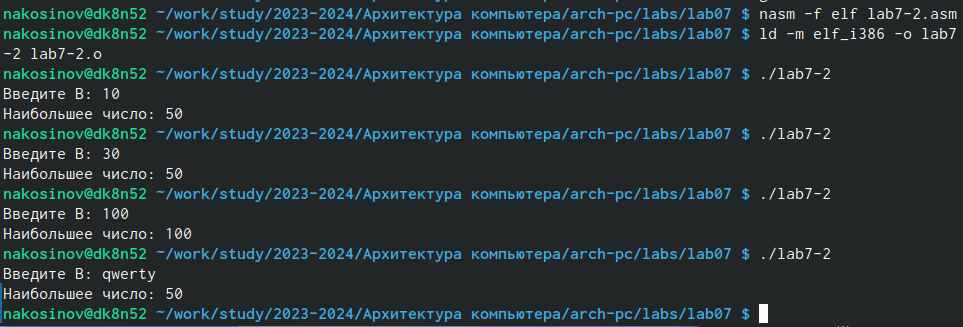 nakosinov@dk8n52 ~/work/study/2023-2024/Архитектура компьютера/arch-pc/labs/lab07 $ nasm -f elf lab7-2.asm
nakosinov@dk8n52 ~/work/study/2023-2024/Архитектура компьютера/arch-pc/labs/lab07 $ ld -m elf_i386 -o lab7
-2 lab7-2.o
nakosinov@dk8n52 ~/work/study/2023-2024/Архитектура компьютера/arch-pc/labs/lab07 $ ./lab7-2
Введите B: 10
Наибольшее число: 50
nakosinov@dk8n52 ~/work/study/2023-2024/Архитектура компьютера/arch-pc/labs/lab07 $ ./lab7-2
Введите B: 30
Наибольшее число: 50
nakosinov@dk8n52 ~/work/study/2023-2024/Архитектура компьютера/arch-pc/labs/lab07 $ ./lab7-2
Введите B: 100
Наибольшее число: 100
nakosinov@dk8n52 ~/work/study/2023-2024/Архитектура компьютера/arch-pc/labs/lab07 $ ./lab7-2
Введите B: qwerty
Наибольшее число: 50
nakosinov@dk8n52 ~/work/study/2023-2024/Архитектура компьютера/arch-pc/labs/lab07 $